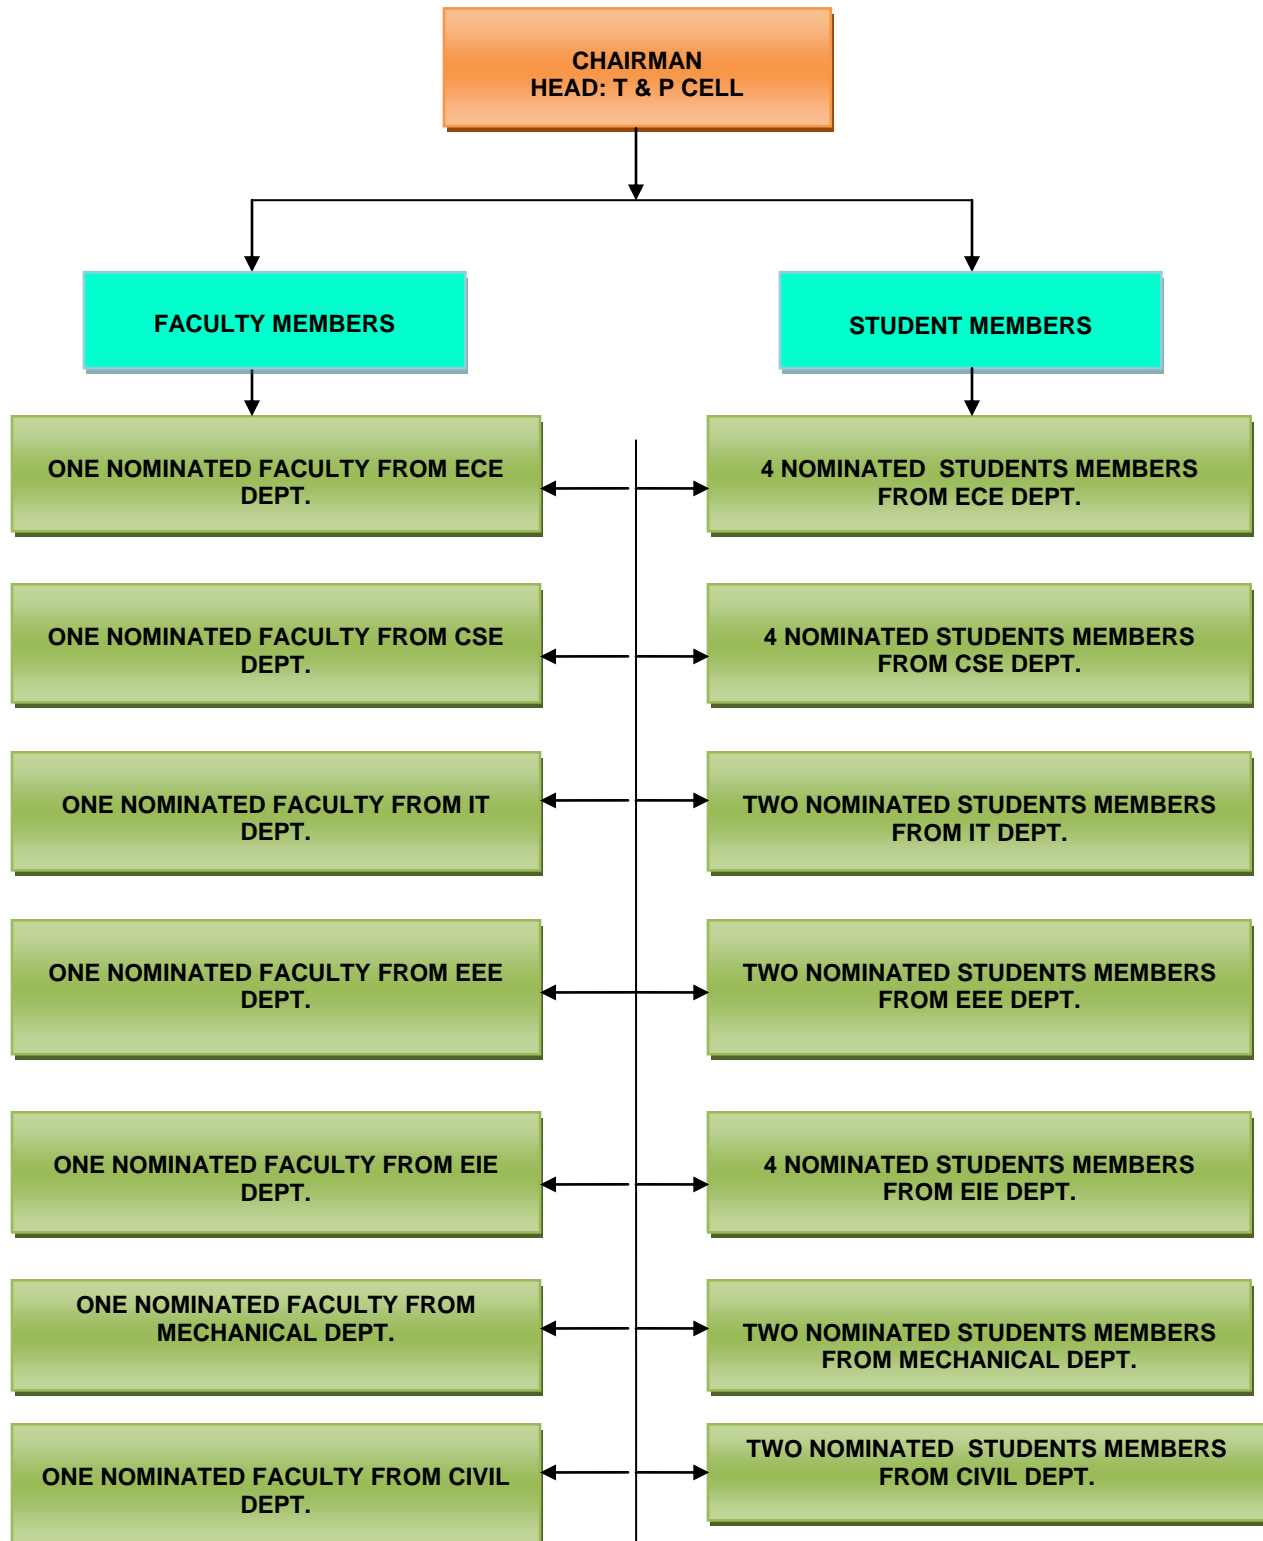 CHAIRMAN
HEAD: T & P CELL
FACULTY MEMBERS
STUDENT MEMBERS
ONE NOMINATED FACULTY FROM ECE
DEPT.
4 NOMINATED STUDENTS MEMBERS
FROM ECE DEPT.
ONE NOMINATED FACULTY FROM CSE
DEPT.
4 NOMINATED STUDENTS MEMBERS
FROM CSE DEPT.
ONE NOMINATED FACULTY FROM IT
DEPT.
TWO NOMINATED STUDENTS MEMBERS
FROM IT DEPT.
ONE NOMINATED FACULTY FROM EEE
DEPT.
TWO NOMINATED STUDENTS MEMBERS
FROM EEE DEPT.
ONE NOMINATED FACULTY FROM EIE
DEPT.
4 NOMINATED STUDENTS MEMBERS
FROM EIE DEPT.
ONE NOMINATED FACULTY FROM
MECHANICAL DEPT.
TWO NOMINATED STUDENTS MEMBERS
FROM MECHANICAL DEPT.
ONE NOMINATED FACULTY FROM CIVIL
DEPT.
TWO NOMINATED STUDENTS MEMBERS
FROM CIVIL DEPT.